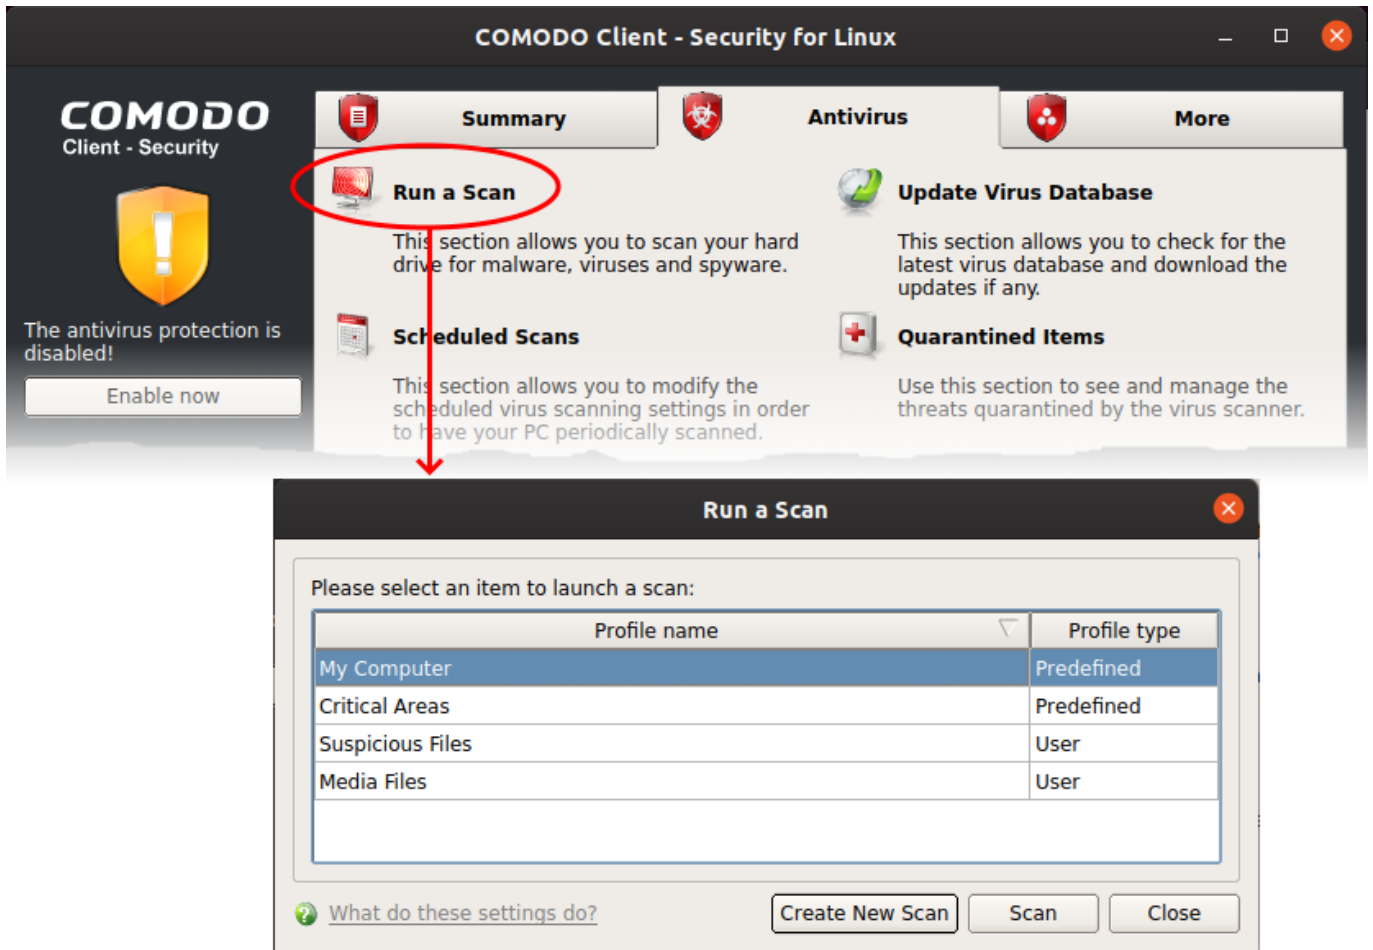 COMODO Client - Security for Linux
COMODO
Client - Security
Summary
Antivirus
More
The antivirus protection is
disabled!
Enable now
Run a Scan
This section allows you to scan your hard
drive for malware, viruses and spyware.
Update Virus Database
This section allows you to check for the
latest virus database and download the
updates if any.
Scheduled Scans
This section allows you to modify the
scheduled virus scanning settings in order
to have your PC periodically scanned.
Quarantined Items
Use this section to see and manage the
threats quarantined by the virus scanner.
Run a Scan
Please select an item to launch a scan:
Profile name Profile type
My Computer Predefined
Critical Areas Predefined
Suspicious Files User
Media Files User
What do these settings do?
Create New Scan
Scan
Close